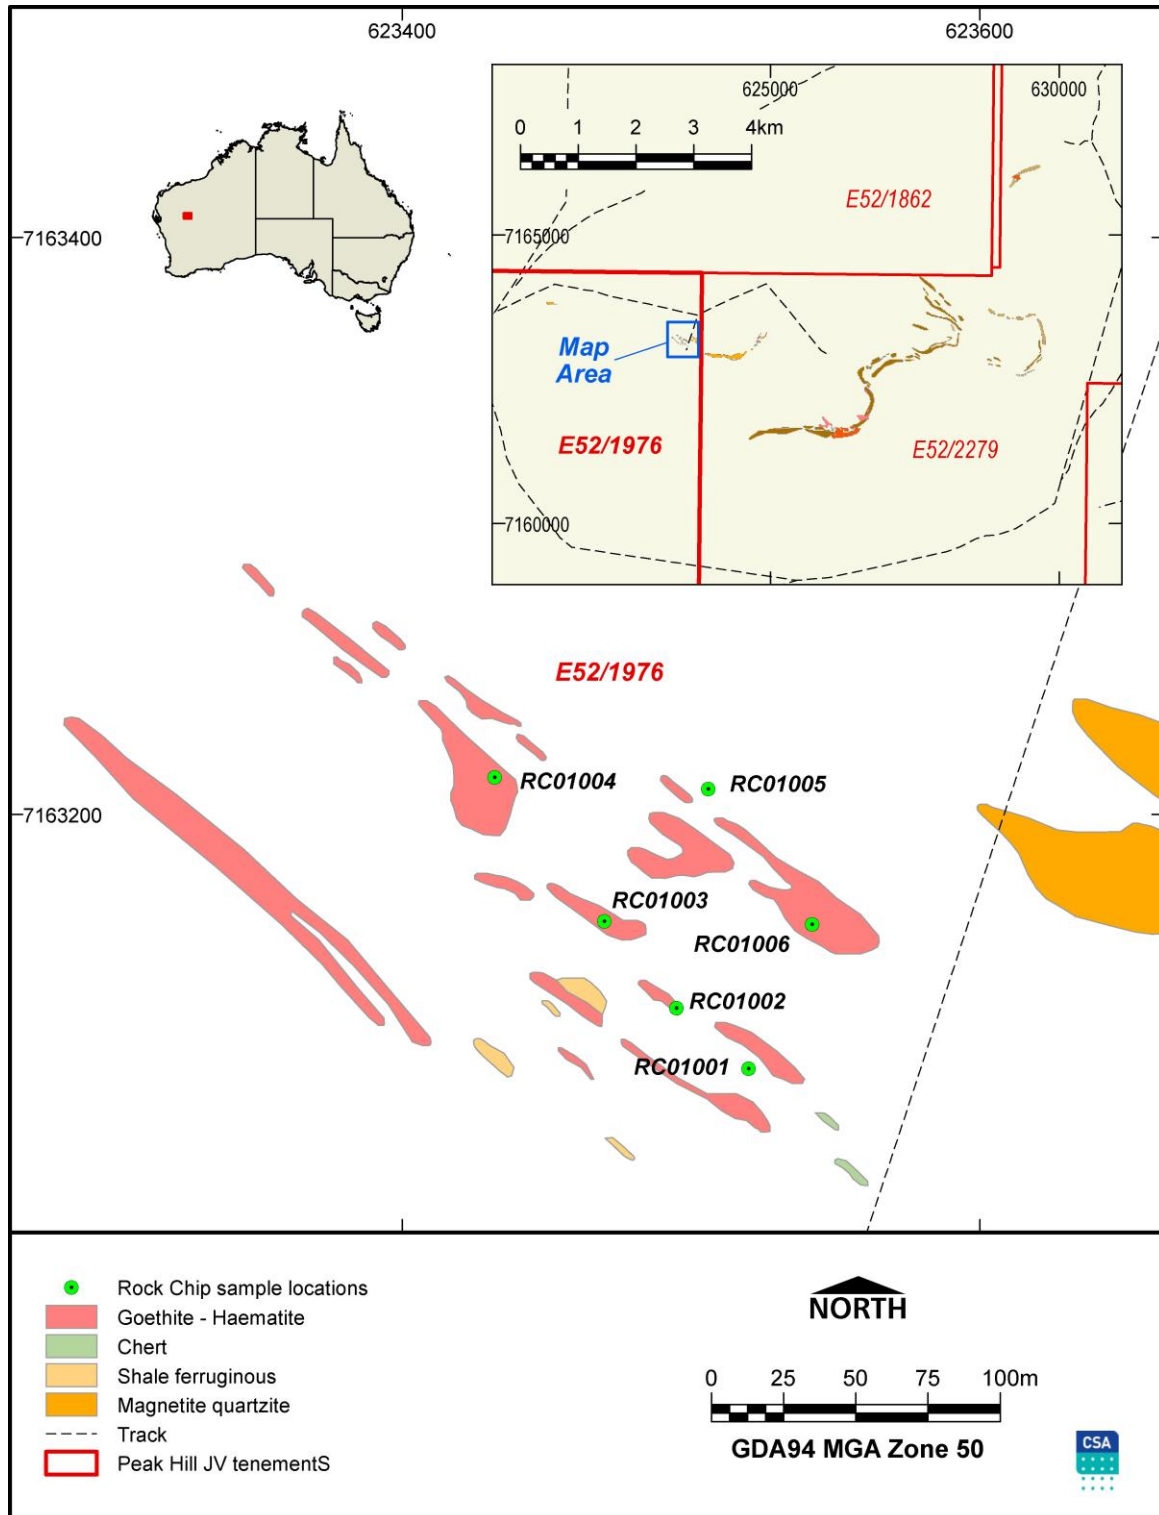 623400
623600
625000
630000
0 1 2 3 4km
E52/1862
7163400
7165000
Map
Area
E52/1976
E52/2279
7160000
E52/1976
RC01004
RC01005
7163200
RC01003
RC01006
RC01002
RC01001
Rock Chip sample locations
Goethite - Haematite
Chert
Shale ferruginous
Magnetite quartzite
Track
Peak Hill JV tenementS
NORTH
0 25 50 75 100m
GDA94 MGA Zone 50
CSA